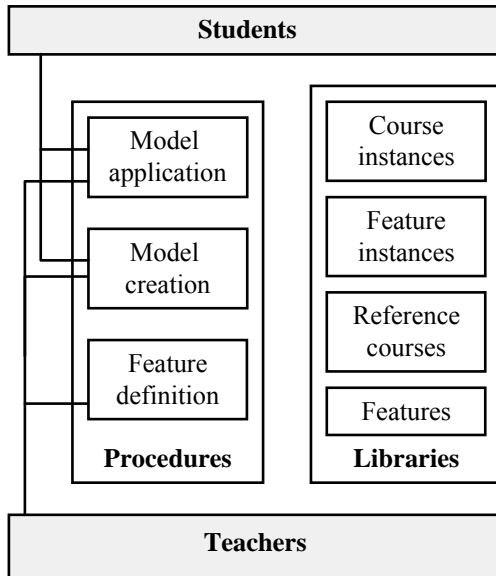 Students
Model
application
Model
creation
Feature
definition
Procedures
Course
instances
Feature
instances
Reference
courses
Features
Libraries
Teachers